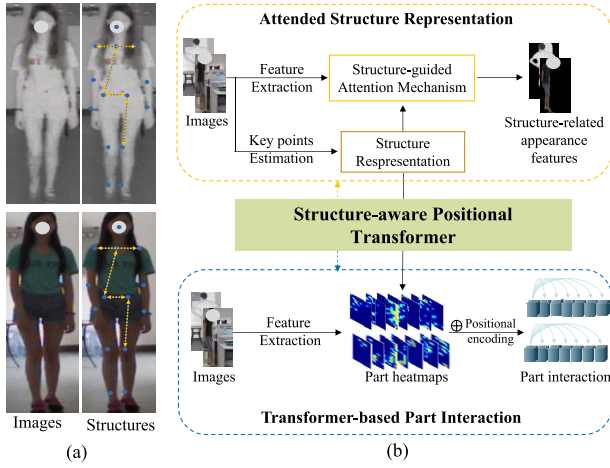 Attended Structure Representation
Feature
Extraction
Structure-guided
Attention Mechanism
Images
Key points
Estimation
Structure
Respresentation
Structure-related
appearance
features
Structure-aware Positional
Transformer
Feature
Extraction
Images
Part heatmaps
⊕ Positional
encoding
Part interaction
Transformer-based Part Interaction
Images Structures
(a)
(b)